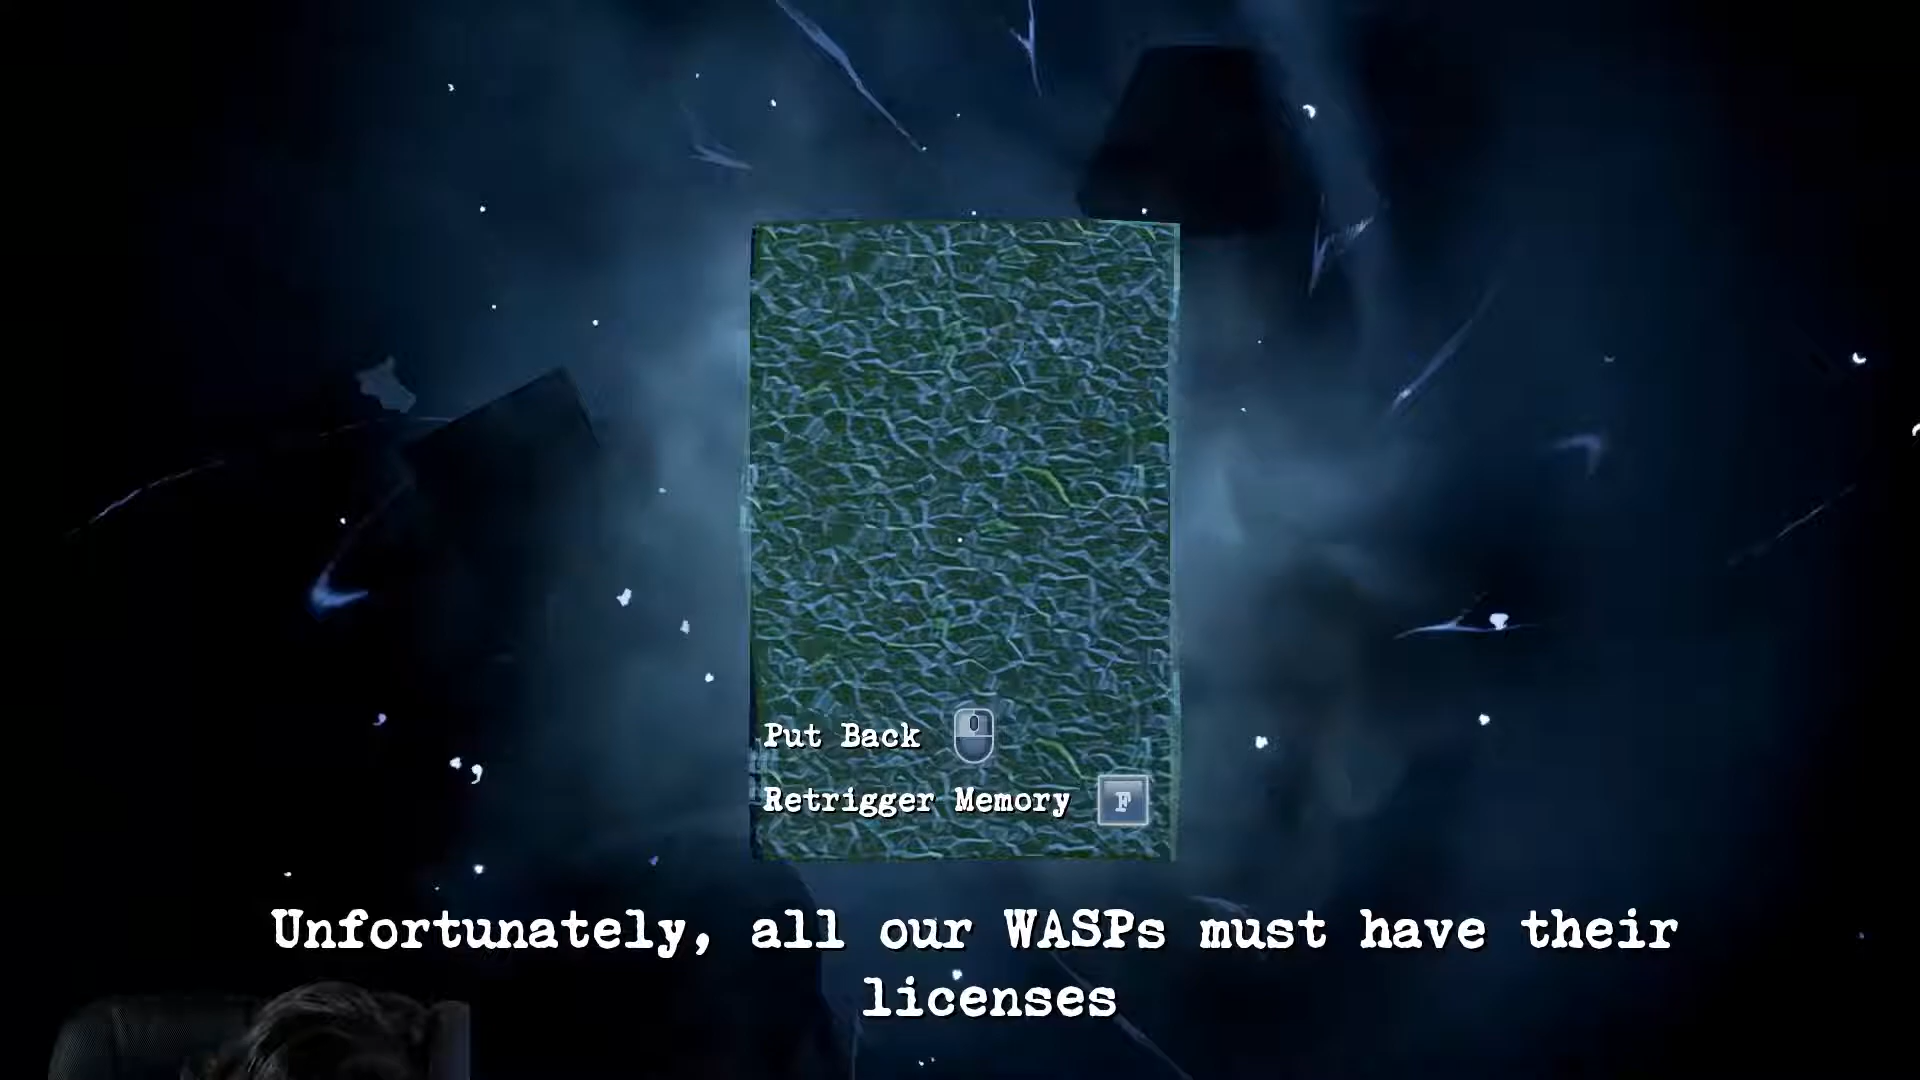 Put Back
Retrigger Memory F
Unfortunately, all our WASPs must have their
licenses